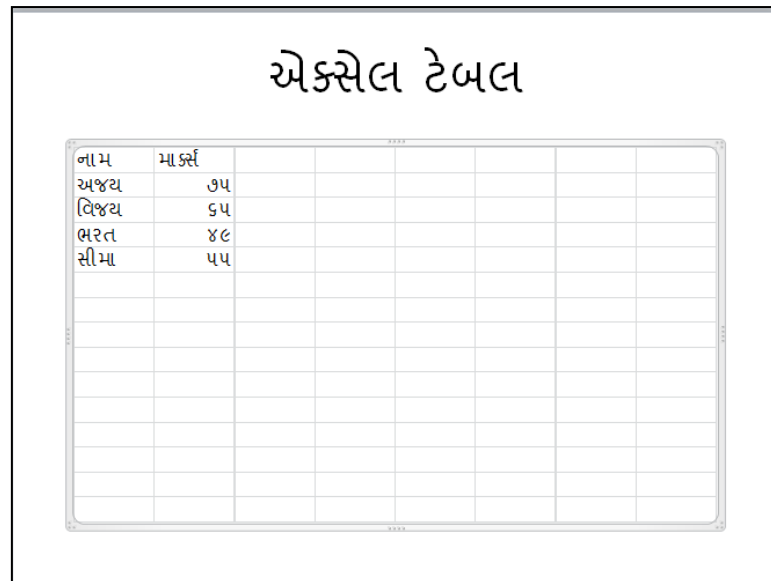 એક્સેલ ટેબલ
નામ માર્ક્સ
અજય ૭૫
વિજય ૬૫
ભરત ૪૯
સીમા ૫૫